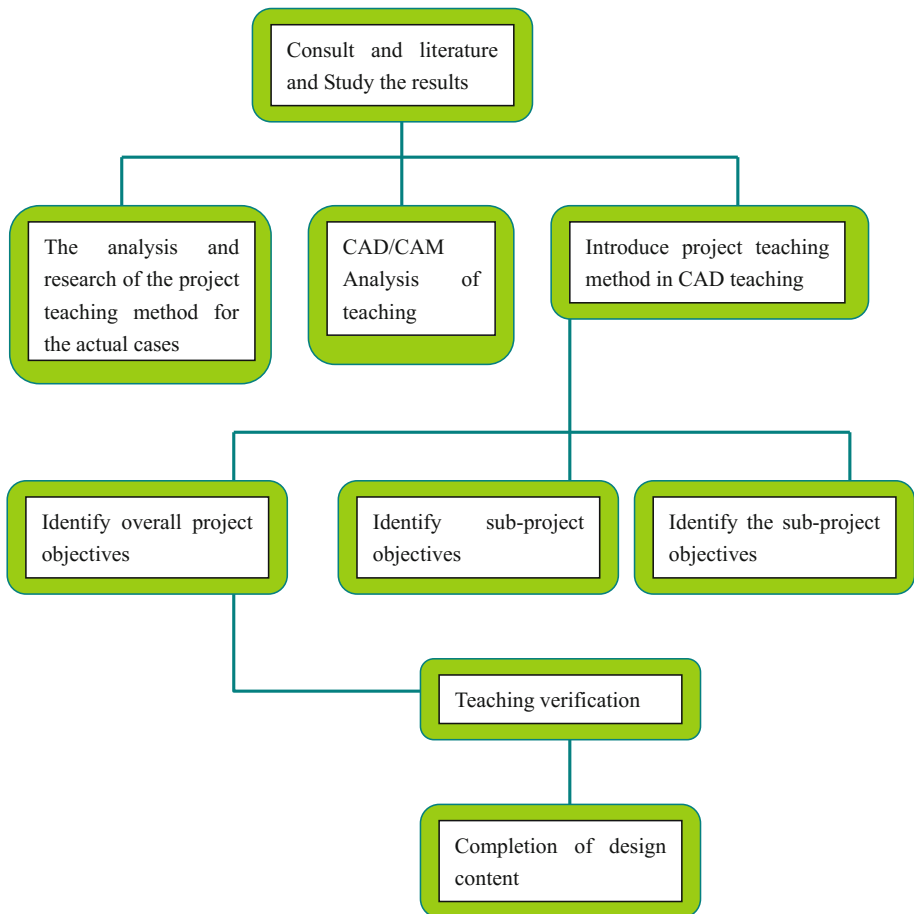 Consult and literature
and Study the results
The analysis and
research of the project
teaching method for
the actual cases
CAD/CAM
Analysis of
teaching
Introduce project teaching
method in CAD teaching
Identify overall project
objectives
Identify sub-project
objectives
Identify the sub-project
objectives
Teaching verification
Completion of design
content